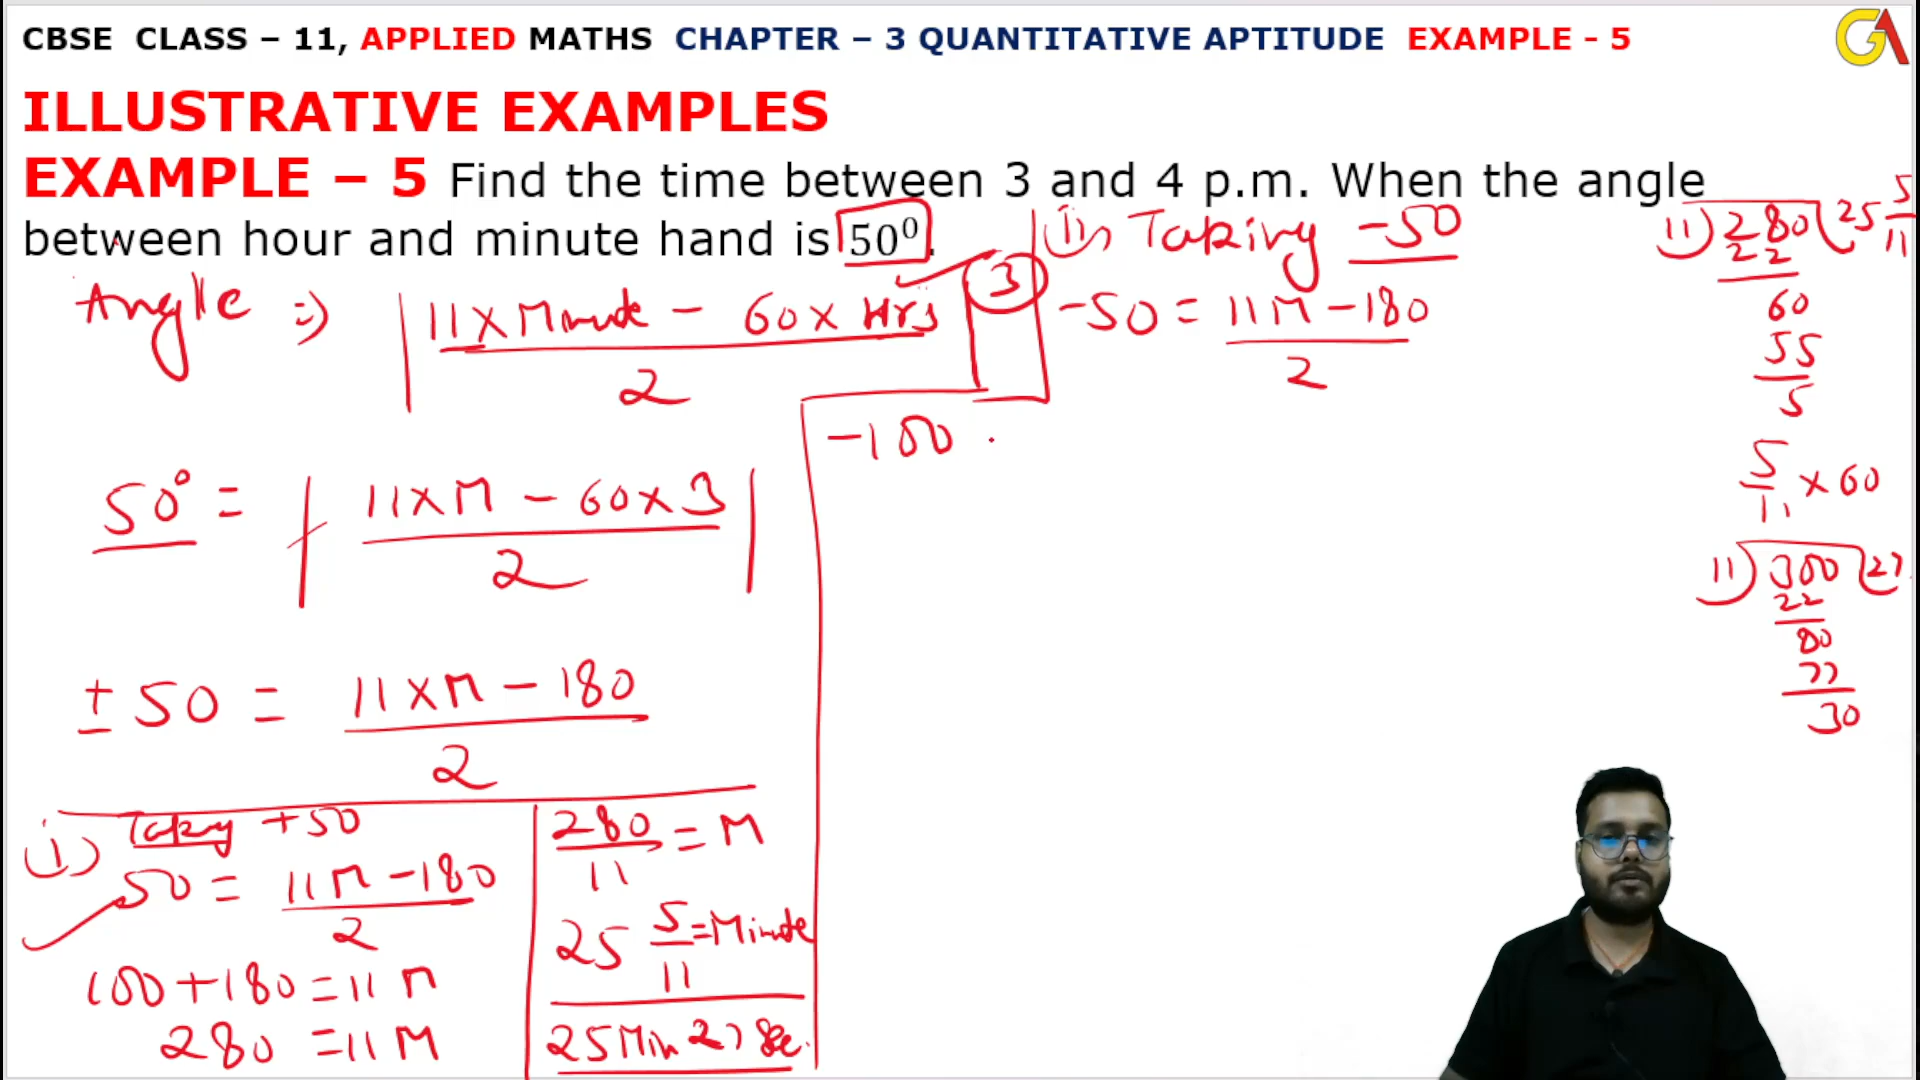 CBSE CLASS – 11, APPLIED MATHS CHAPTER – 3 QUANTITATIVE APTITUDE EXAMPLE - 5
GA
ILLUSTRATIVE EXAMPLES
EXAMPLE – 5 Find the time between 3 and 4 p.m. When the angle
between hour and minute hand is 50⁰.
Angle ⇒ | (11 × Minute − 60 × Hrs) / 2 |
3
50° = | (11 × M − 60 × 3) / 2 |
± 50 = (11 × M − 180) / 2
(i) Taking + 50
50 = (11M − 180) / 2
100 + 180 = 11 M
280 = 11 M
280/11 = M
25 5/11 = Minute
25 Min 27 Sec.
(ii) Taking −50
−50 = (11M − 180) / 2
−100
11) 280 (25 5/11
22
60
55
5
5/11 × 60
11) 300 (27
22
80
77
30